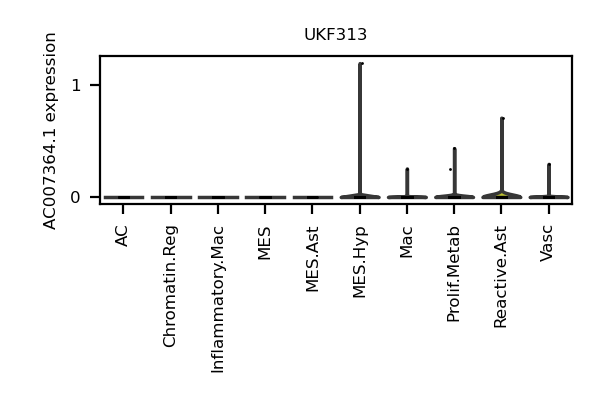 UKF313
AC007364.1 expression
1
0
AC
Chromatin.Reg
Inflammatory.Mac
MES
MES.Ast
MES.Hyp
Mac
Prolif.Metab
Reactive.Ast
Vasc